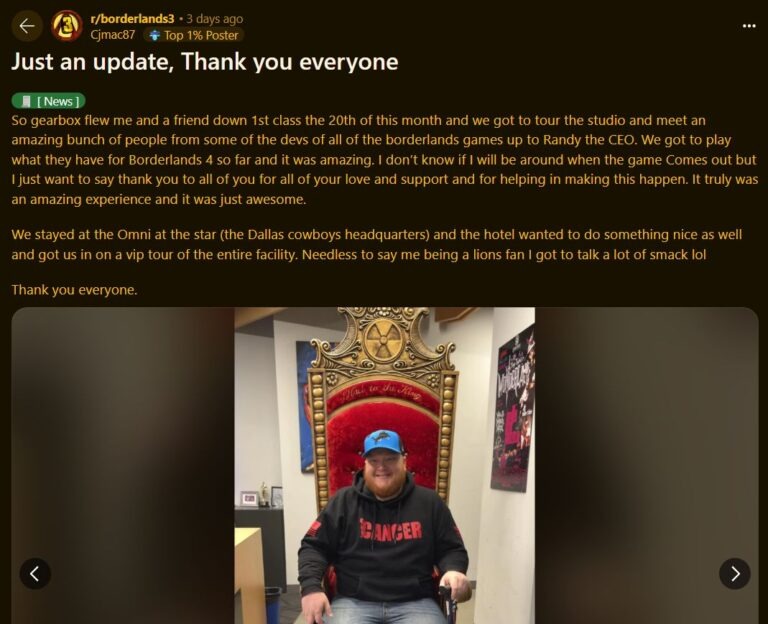 r/borderlands3 • 3 days ago
Cjmac87 Top 1% Poster
Just an update, Thank you everyone
[ News ]
So gearbox flew me and a friend down 1st class the 20th of this month and we got to tour the studio and meet an
amazing bunch of people from some of the devs of all of the borderlands games up to Randy the CEO. We got to play
what they have for Borderlands 4 so far and it was amazing. I don't know if I will be around when the game Comes out but
I just want to say thank you to all of you for all of your love and support and for helping in making this happen. It truly was
an amazing experience and it was just awesome.
We stayed at the Omni at the star (the Dallas cowboys headquarters) and the hotel wanted to do something nice as well
and got us in on a vip tour of the entire facility. Needless to say me being a lions fan I got to talk a lot of smack lol
Thank you everyone.
Hail to the King
CANCER